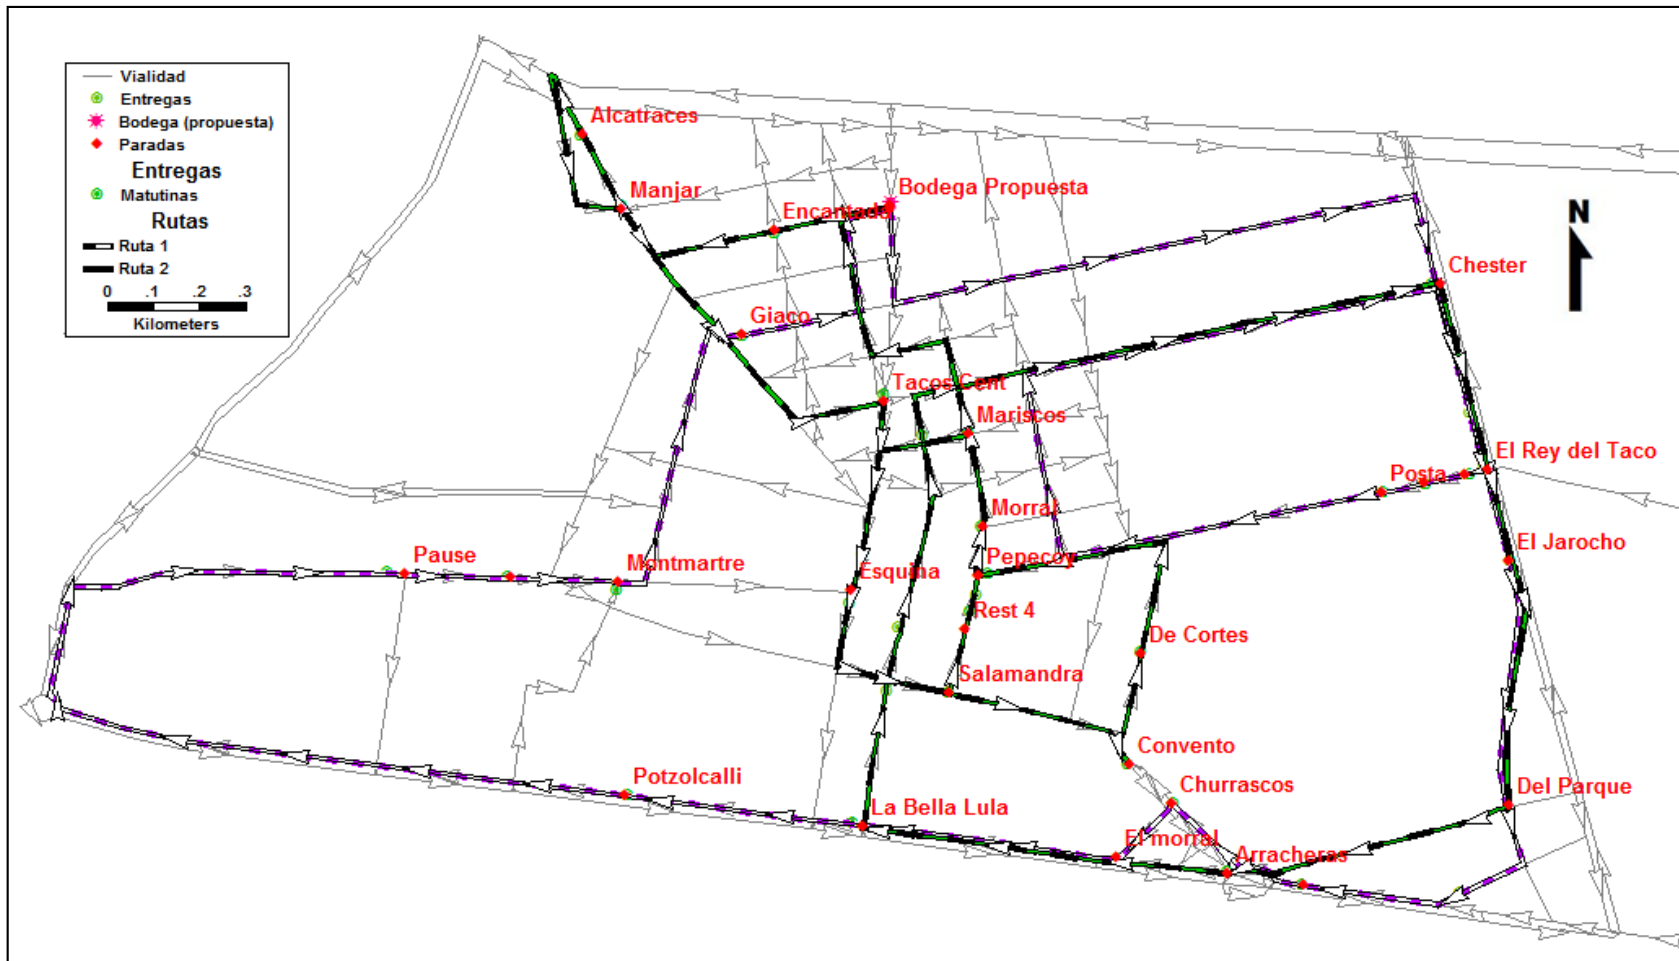 Vialidad
Entregas
Bodega (propuesta)
Paradas
Entregas
Matutinas
Rutas
Ruta 1
Ruta 2
0 .1 .2 .3
Kilometers
N
Alcatraces
Manjar
Bodega Propuesta
Encantada
Chester
Giaco
Tacos Cent
Mariscos
El Rey del Taco
Posta
Morral
El Jarocho
Pause
Montmartre
Esquina
Pepecoy
Rest 4
De Cortes
Salamandra
Convento
Potzolcalli
Churrascos
Del Parque
La Bella Lula
El morral
Arracheras